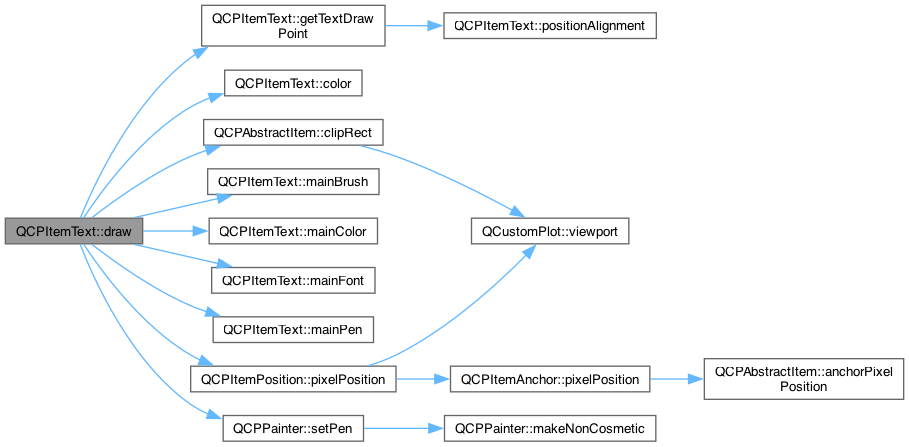 QCPItemText::draw
QCPItemText::getTextDraw
Point
QCPItemText::positionAlignment
QCPItemText::color
QCPAbstractItem::clipRect
QCPItemText::mainBrush
QCPItemText::mainColor
QCustomPlot::viewport
QCPItemText::mainFont
QCPItemText::mainPen
QCPItemPosition::pixelPosition
QCPItemAnchor::pixelPosition
QCPAbstractItem::anchorPixel
Position
QCPPainter::setPen
QCPPainter::makeNonCosmetic